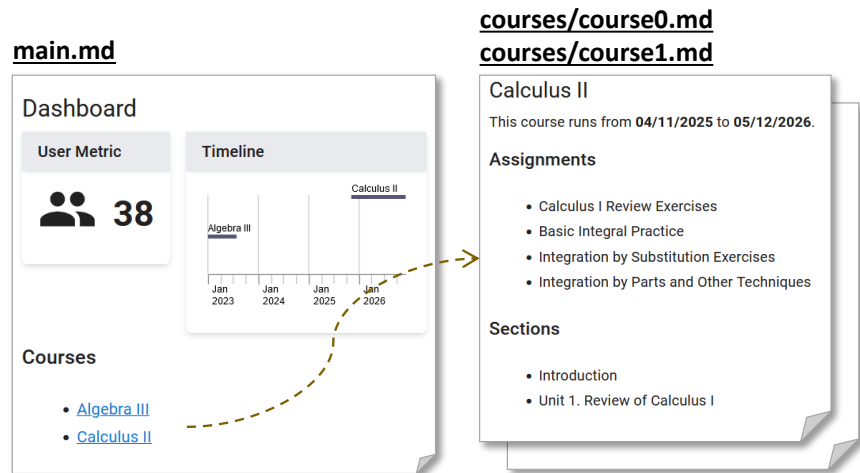 main.md
Dashboard
User Metric
38
Timeline
Calculus II
Algebra III
Jan 2023
Jan 2024
Jan 2025
Jan 2026
Courses
Algebra III
Calculus II
courses/course0.md
courses/course1.md
Calculus II
This course runs from 04/11/2025 to 05/12/2026.
Assignments
Calculus I Review Exercises
Basic Integral Practice
Integration by Substitution Exercises
Integration by Parts and Other Techniques
Sections
Introduction
Unit 1. Review of Calculus I